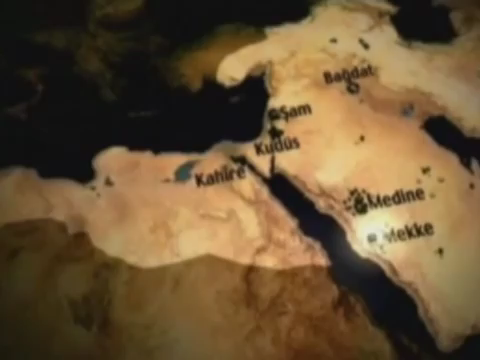 Bağdat
Şam
Kudüs
Kahire
Medine
Mekke